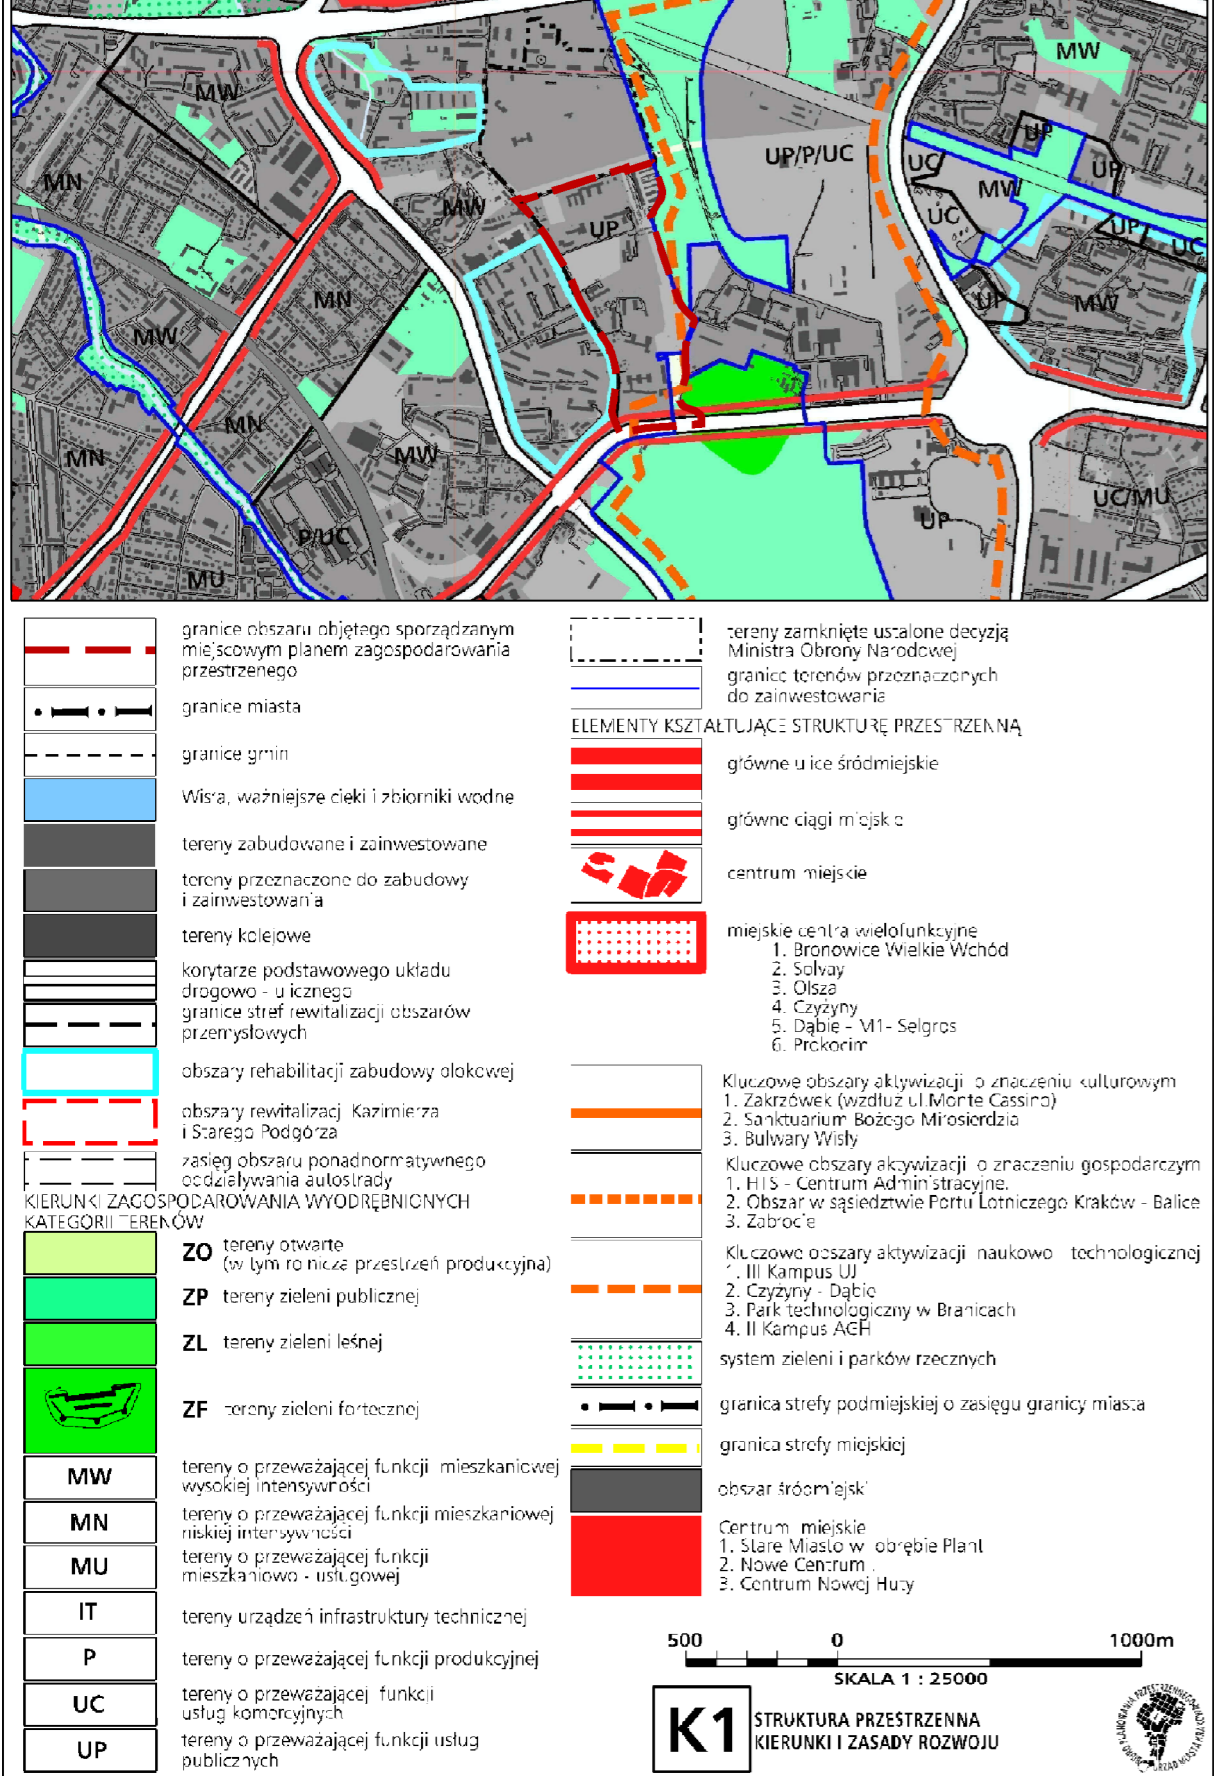 MW
MN
MW
UP
UP/P/UC
MW
UP
UC
MW
UP
UC
UP
UC
UP
MW
MN
MW
MN
MN
MW
P/UC
MU
UP
UC/MU
granice obszaru objętego sporządzanym
miejscowym planem zagospodarowania
przestrzenego
granice miasta
granice gmin
Wisła, ważniejsze cieki i zbiorniki wodne
tereny zabudowane i zainwestowane
tereny przeznaczone do zabudowy
i zainwestowania
tereny kolejowe
korytarze podstawowego układu
drogowo - ulicznego
granice stref rewitalizacji obszarów
przemysłowych
obszary rehabilitacji zabudowy blokowej
obszary rewitalizacji Kazimierza
i Starego Podgórza
zasięg obszaru ponadnormatywnego
oddziaływania autostrady
KIERUNKI ZAGOSPODAROWANIA WYODRĘBNIONYCH
KATEGORII TERENÓW
ZO tereny otwarte
(w tym rolnicza przestrzeń produkcyjna)
ZP tereny zieleni publicznej
ZL tereny zieleni leśnej
ZF tereny zieleni fortecznej
MW tereny o przeważającej funkcji mieszkaniowej
wysokiej intensywności
MN tereny o przeważającej funkcji mieszkaniowej
niskiej intensywności
MU tereny o przeważającej funkcji
mieszkaniowo - usługowej
IT tereny urządzeń infrastruktury technicznej
P tereny o przeważającej funkcji produkcyjnej
UC tereny o przeważającej funkcji
usług komercyjnych
UP tereny o przeważającej funkcji usług
publicznych
tereny zamknięte ustalone decyzją
Ministra Obrony Narodowej
granice terenów przeznaczonych
do zainwestowania
ELEMENTY KSZTAŁTUJĄCE STRUKTURĘ PRZESTRZENNĄ
główne ulice śródmiejskie
główne ciągi miejskie
centrum miejskie
miejskie centra wielofunkcyjne
1. Bronowice Wielkie Wchód
2. Solvay
3. Olsza
4. Czyżyny
5. Dąbie - M1- Selgros
6. Prokocim
Kluczowe obszary aktywizacji o znaczeniu kulturowym
1. Zakrzówek (wzdłuż ul.Monte Cassino)
2. Sanktuarium Bożego Miłosierdzia
3. Bulwary Wisły
Kluczowe obszary aktywizacji o znaczeniu gospodarczym
1. HTS - Centrum Administracyjne.
2. Obszar w sąsiedztwie Portu Lotniczego Kraków - Balice
3. Zabłocie
Kluczowe obszary aktywizacji naukowo technologicznej
1. III Kampus UJ
2. Czyżyny - Dąbie
3. Park technologiczny w Branicach
4. II Kampus AGH
system zieleni i parków rzecznych
granica strefy podmiejskiej o zasięgu granicy miasta
granica strefy miejskiej
obszar śródmiejski
Centrum miejskie
1. Stare Miasto w obrębie Plant
2. Nowe Centrum .
3. Centrum Nowej Huty
500 0 1000m
SKALA 1 : 25000
K1 STRUKTURA PRZESTRZENNA
KIERUNKI I ZASADY ROZWOJU